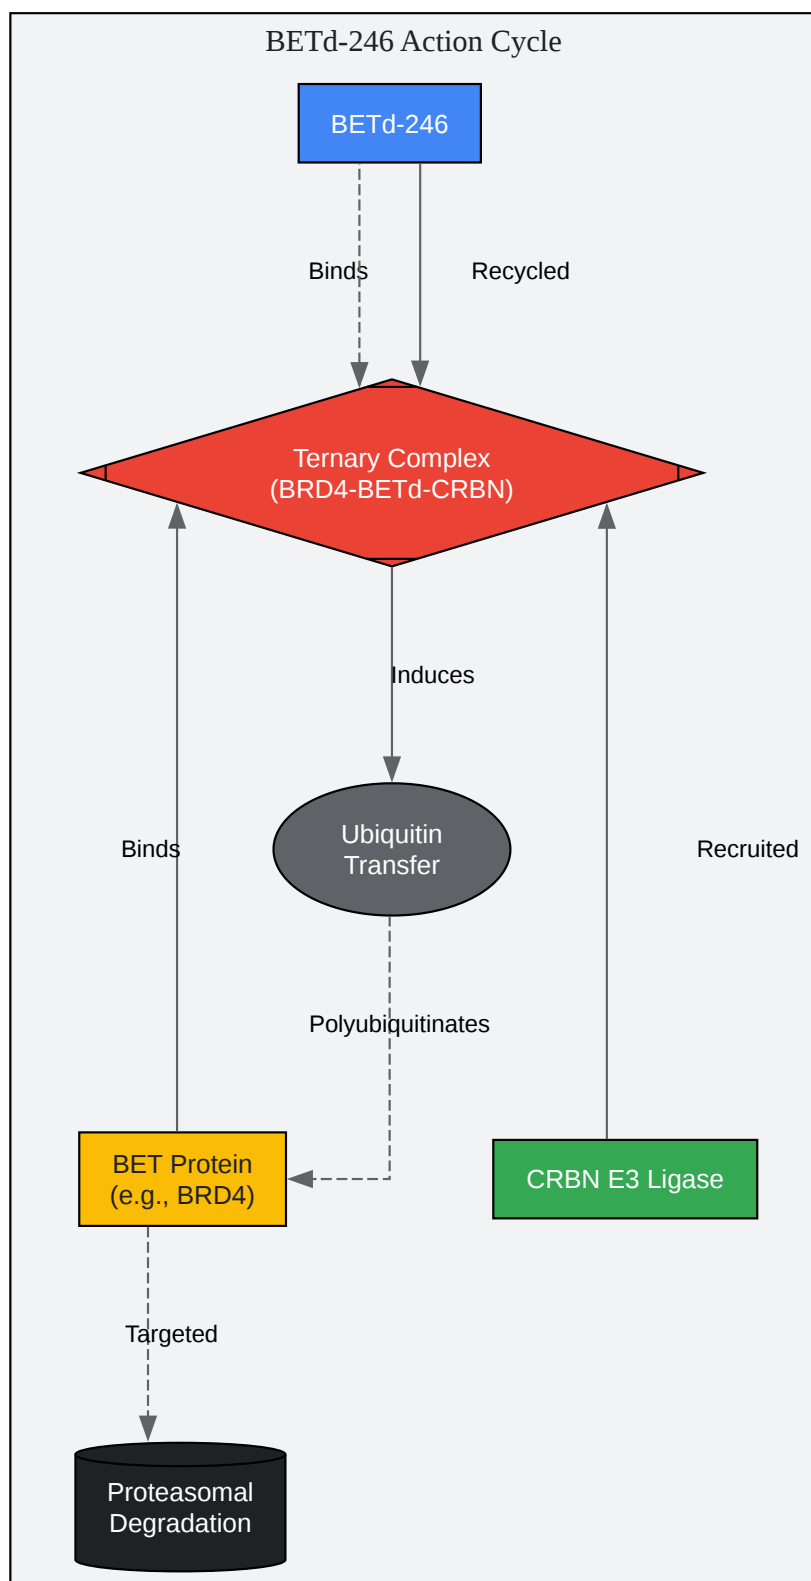 BETd-246 Action Cycle
BETd-246
Binds
Recycled
Ternary Complex
(BRD4-BETd-CRBN)
Induces
Ubiquitin
Transfer
Binds
Recruited
Polyubiquitinates
BET Protein
(e.g., BRD4)
CRBN E3 Ligase
Targeted
Proteasomal
Degradation